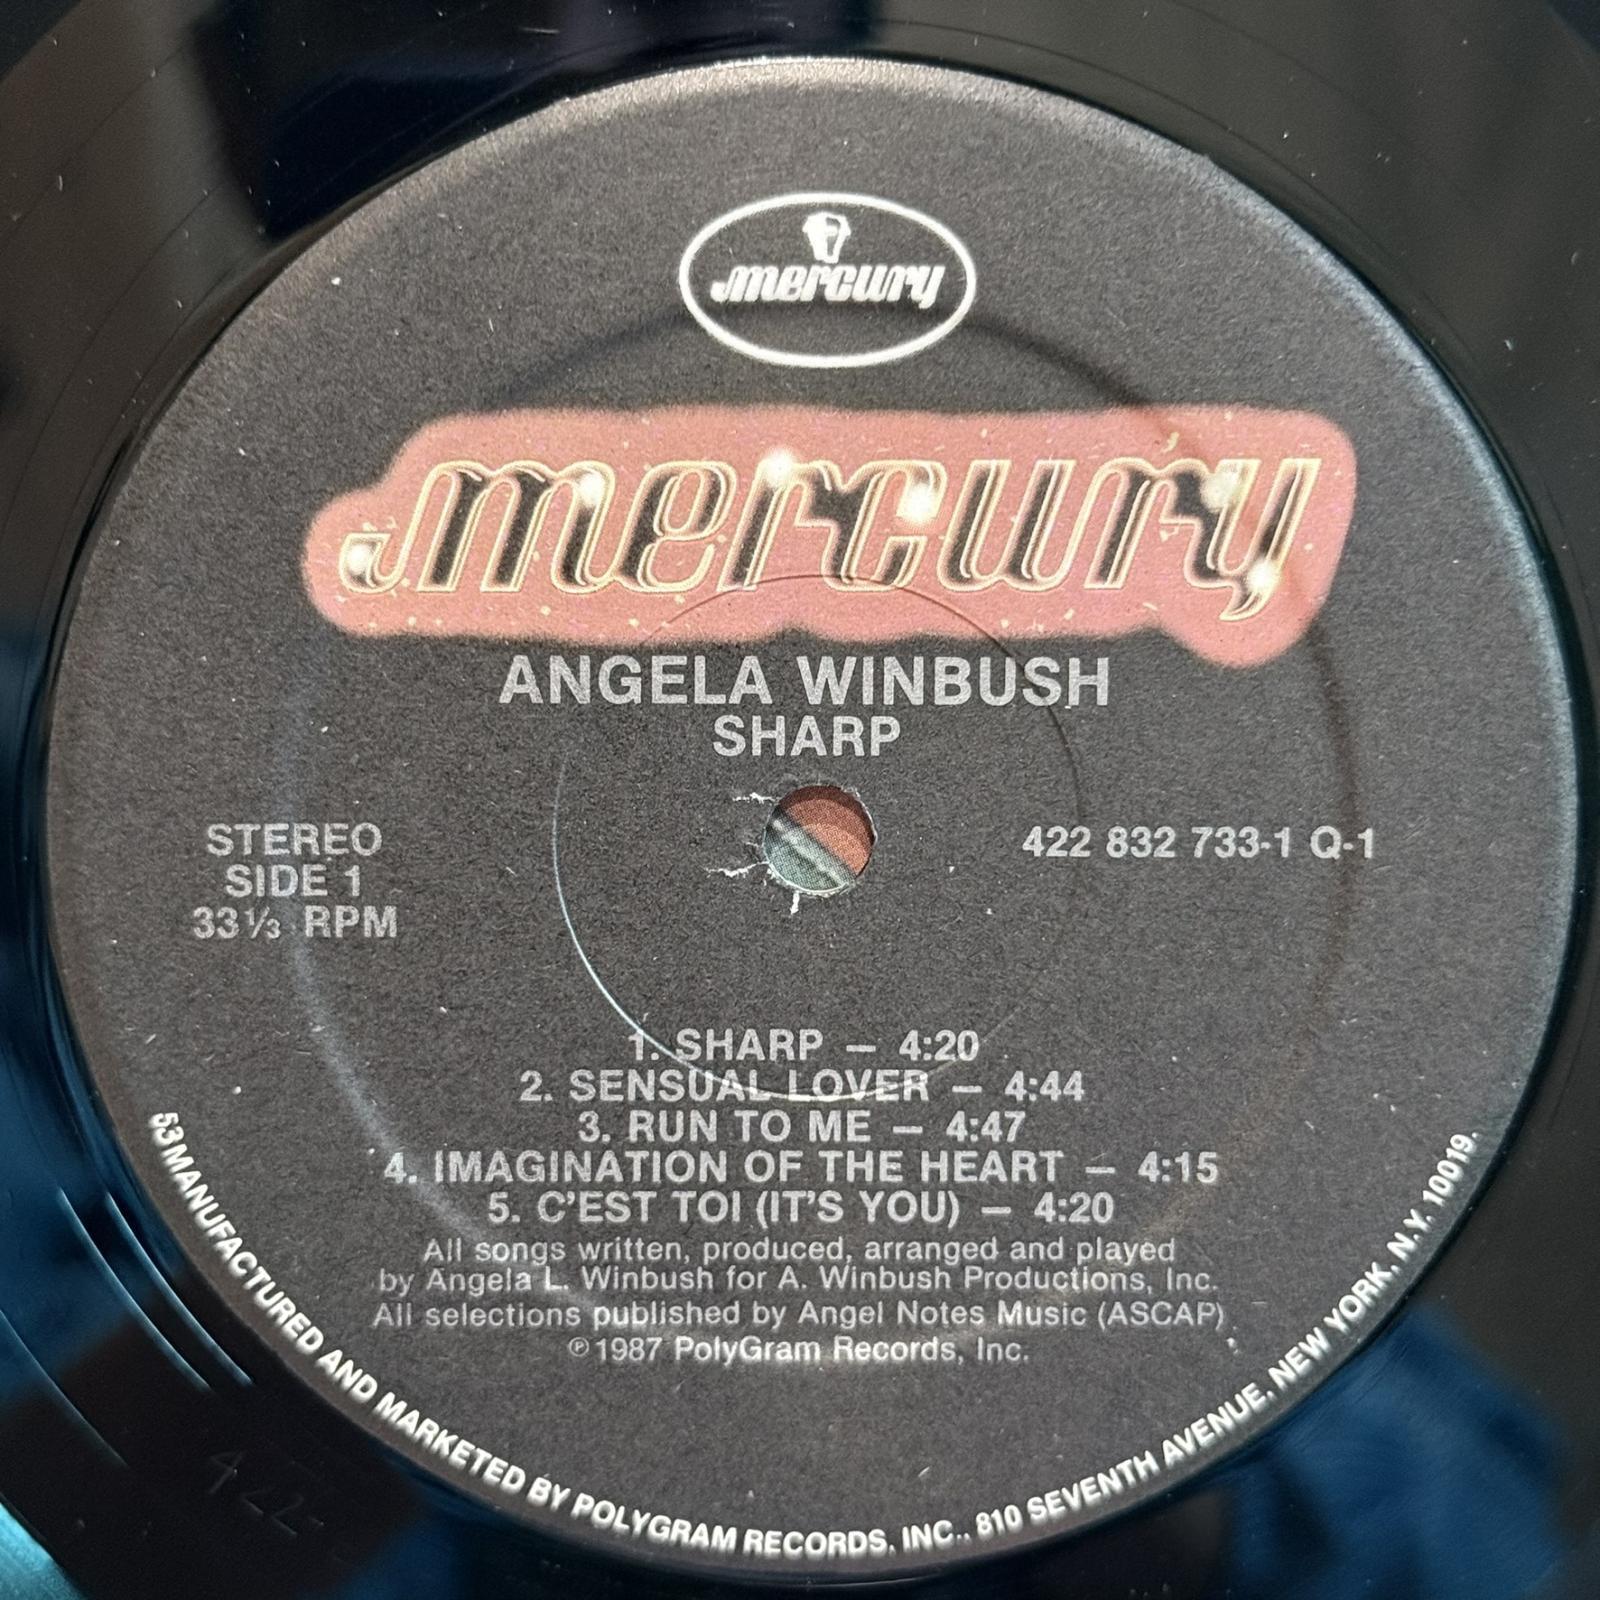 mercury
mercury
ANGELA WINBUSH
SHARP
STEREO
SIDE 1
33⅓ RPM
422 832 733-1 Q-1
1. SHARP — 4:20
2. SENSUAL LOVER — 4:44
3. RUN TO ME — 4:47
4. IMAGINATION OF THE HEART — 4:15
5. C'EST TOI (IT'S YOU) — 4:20
All songs written, produced, arranged and played
by Angela L. Winbush for A. Winbush Productions, Inc.
All selections published by Angel Notes Music (ASCAP)
℗ 1987 PolyGram Records, Inc.
53 MANUFACTURED AND MARKETED BY POLYGRAM RECORDS, INC., 810 SEVENTH AVENUE, NEW YORK, N.Y. 10019.
422